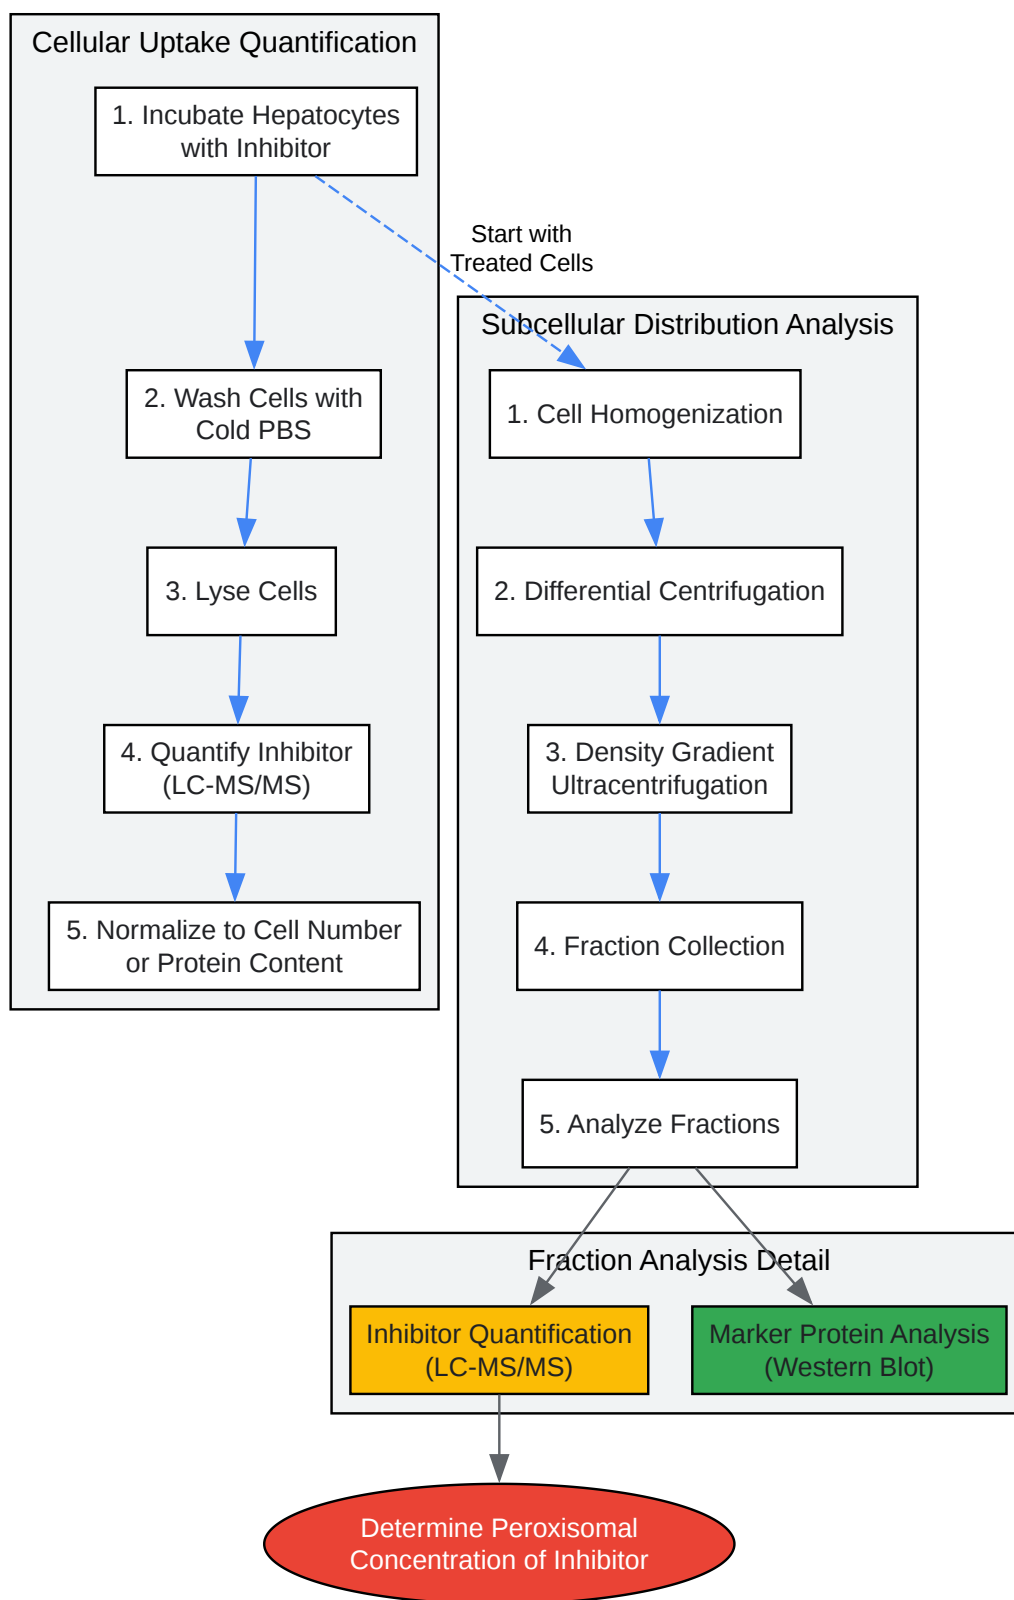 Cellular Uptake Quantification
1. Incubate Hepatocytes
with Inhibitor
Start with
Treated Cells
Subcellular Distribution Analysis
2. Wash Cells with
Cold PBS
1. Cell Homogenization
3. Lyse Cells
2. Differential Centrifugation
4. Quantify Inhibitor
(LC-MS/MS)
3. Density Gradient
Ultracentrifugation
5. Normalize to Cell Number
or Protein Content
4. Fraction Collection
5. Analyze Fractions
Fraction Analysis Detail
Inhibitor Quantification
(LC-MS/MS)
Marker Protein Analysis
(Western Blot)
Determine Peroxisomal
Concentration of Inhibitor